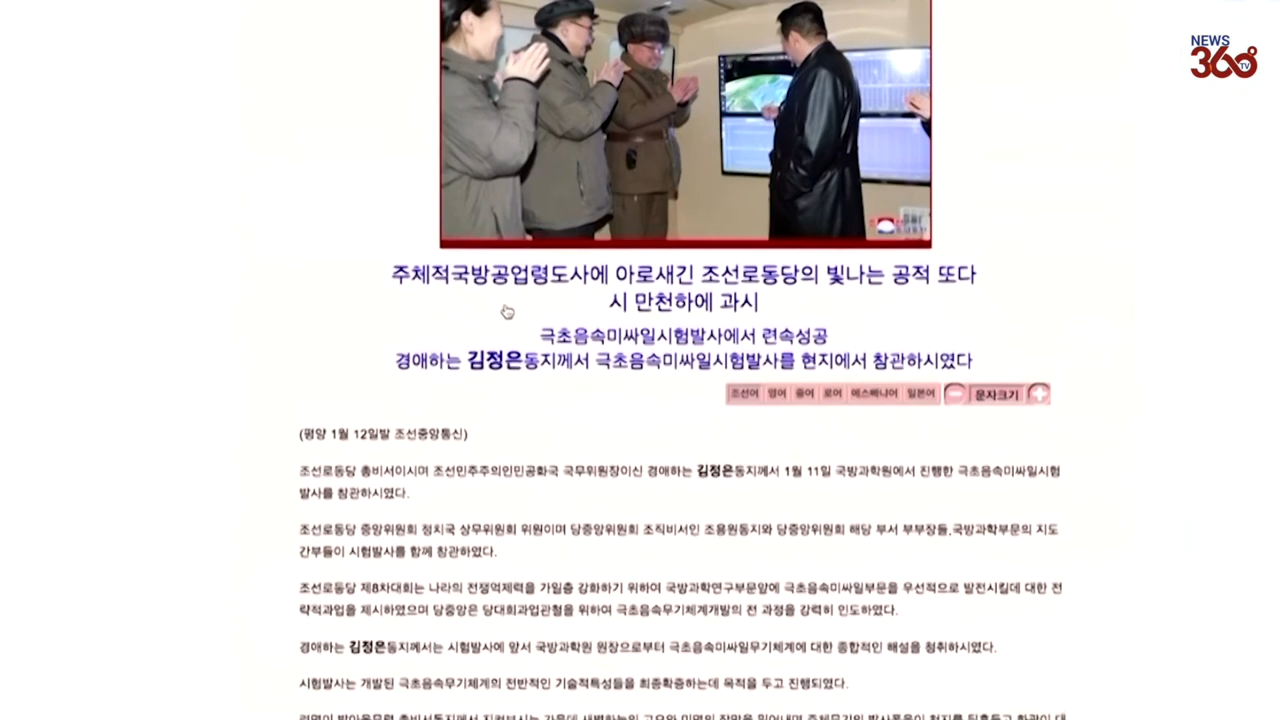 NEWS
360
TV
주체적국방공업령도사에 아로새긴 조선로동당의 빛나는 공적 또다
시 만천하에 과시
극초음속미싸일시험발사에서 련속성공
경애하는 김정은동지께서 극초음속미싸일시험발사를 현지에서 참관하시였다
조선어 영어 중어 로어 에스빠냐어 일본어 문자크기
(평양 1월 12일발 조선중앙통신)
조선로동당 총비서이시며 조선민주주의인민공화국 국무위원장이신 경애하는 김정은동지께서 1월 11일 국방과학원에서 진행한 극초음속미싸일시험
발사를 참관하시였다.
조선로동당 중앙위원회 정치국 상무위원회 위원이며 당중앙위원회 조직비서인 조용원동지와 당중앙위원회 해당 부서 부부장들,국방과학부문의 지도
간부들이 시험발사를 함께 참관하였다.
조선로동당 제8차대회는 나라의 전쟁억제력을 가일층 강화하기 위하여 국방과학연구부문앞에 극초음속미싸일부문을 우선적으로 발전시킬데 대한 전
략적과업을 제시하였으며 당중앙은 당대회과업관철을 위하여 극초음속무기체계개발의 전 과정을 강력히 인도하였다.
경애하는 김정은동지께서는 시험발사에 앞서 국방과학원 원장으로부터 극초음속미싸일무기체계에 대한 종합적인 해설을 청취하시였다.
시험발사는 개발된 극초음속무기체계의 전반적인 기술적특성들을 최종확증하는데 목적을 두고 진행되였다.